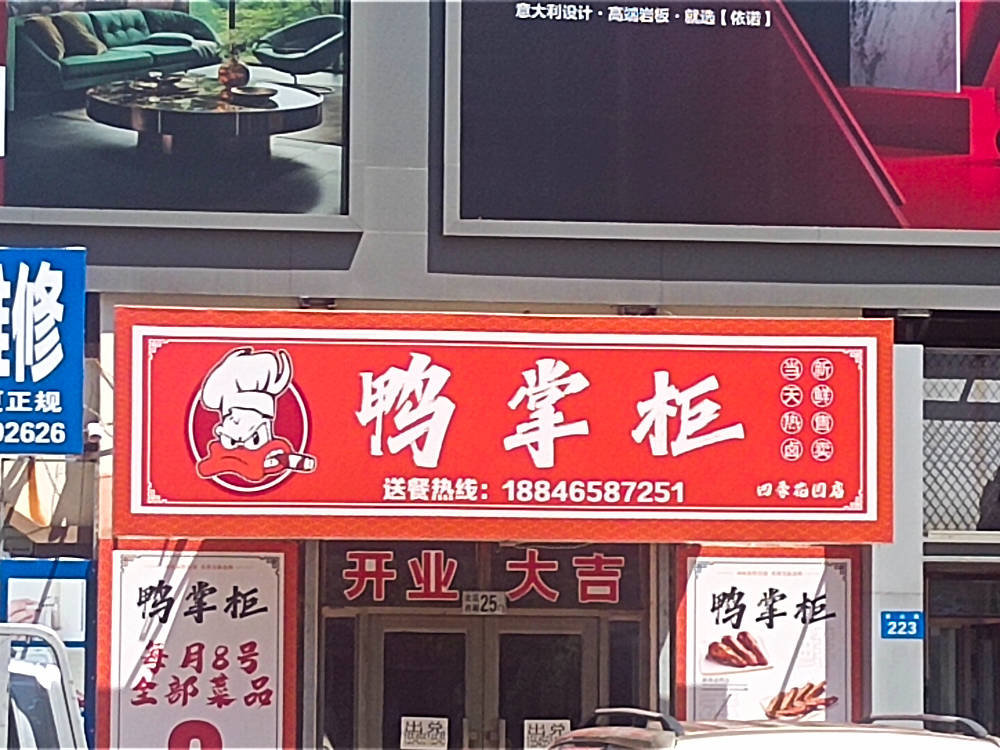 意大利设计·高端岩板·就选【依诺】
维修
正规
02626
鸭掌柜
新鲜售卖
当天热卤
送餐热线：18846587251
四季花园店
开业大吉
25
鸭掌柜
每月8号
全部菜品
鸭掌柜
223
出兑
出兑